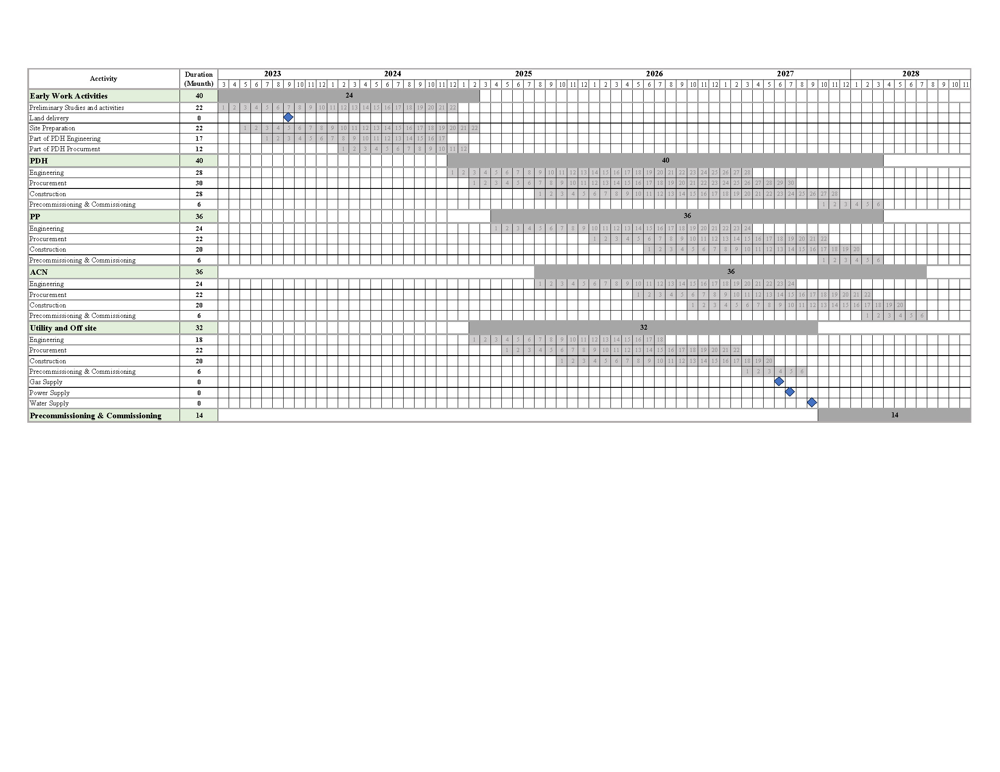 Acctivity Duration (Mounth) 2023 2024 2025 2026 2027 2028
3 4 5 6 7 8 9 10 11 12 1 2 3 4 5 6 7 8 9 10 11 12 1 2 3 4 5 6 7 8 9 10 11 12 1 2 3 4 5 6 7 8 9 10 11 12 1 2 3 4 5 6 7 8 9 10 11 12 1 2 3 4 5 6 7 8 9 10 11
Early Work Activities 40 24
Preliminary Studies and activities 22 1 2 3 4 5 6 7 8 9 10 11 12 13 14 15 16 17 18 19 20 21 22
Land delivery 0
Site Preparation 22 1 2 3 4 5 6 7 8 9 10 11 12 13 14 15 16 17 18 19 20 21 22
Part of PDH Engineering 17 1 2 3 4 5 6 7 8 9 10 11 12 13 14 15 16 17
Part of PDH Procurment 12 1 2 3 4 5 6 7 8 9 10 11 12
PDH 40 40
Engineering 28 1 2 3 4 5 6 7 8 9 10 11 12 13 14 15 16 17 18 19 20 21 22 23 24 25 26 27 28
Procurement 30 1 2 3 4 5 6 7 8 9 10 11 12 13 14 15 16 17 18 19 20 21 22 23 24 25 26 27 28 29 30
Construction 28 1 2 3 4 5 6 7 8 9 10 11 12 13 14 15 16 17 18 19 20 21 22 23 24 25 26 27 28
Precommissioning & Commissioning 6 1 2 3 4 5 6
PP 36 36
Engineering 24 1 2 3 4 5 6 7 8 9 10 11 12 13 14 15 16 17 18 19 20 21 22 23 24
Procurement 22 1 2 3 4 5 6 7 8 9 10 11 12 13 14 15 16 17 18 19 20 21 22
Construction 20 1 2 3 4 5 6 7 8 9 10 11 12 13 14 15 16 17 18 19 20
Precommissioning & Commissioning 6 1 2 3 4 5 6
ACN 36 36
Engineering 24 1 2 3 4 5 6 7 8 9 10 11 12 13 14 15 16 17 18 19 20 21 22 23 24
Procurement 22 1 2 3 4 5 6 7 8 9 10 11 12 13 14 15 16 17 18 19 20 21 22
Construction 20 1 2 3 4 5 6 7 8 9 10 11 12 13 14 15 16 17 18 19 20
Precommissioning & Commissioning 6 1 2 3 4 5 6
Utility and Off site 32 32
Engineering 18 1 2 3 4 5 6 7 8 9 10 11 12 13 14 15 16 17 18
Procurement 22 1 2 3 4 5 6 7 8 9 10 11 12 13 14 15 16 17 18 19 20 21 22
Construction 20 1 2 3 4 5 6 7 8 9 10 11 12 13 14 15 16 17 18 19 20
Precommissioning & Commissioning 6 1 2 3 4 5 6
Gas Supply 0
Power Supply 0
Water Supply 0
Precommissioning & Commissioning 14 14